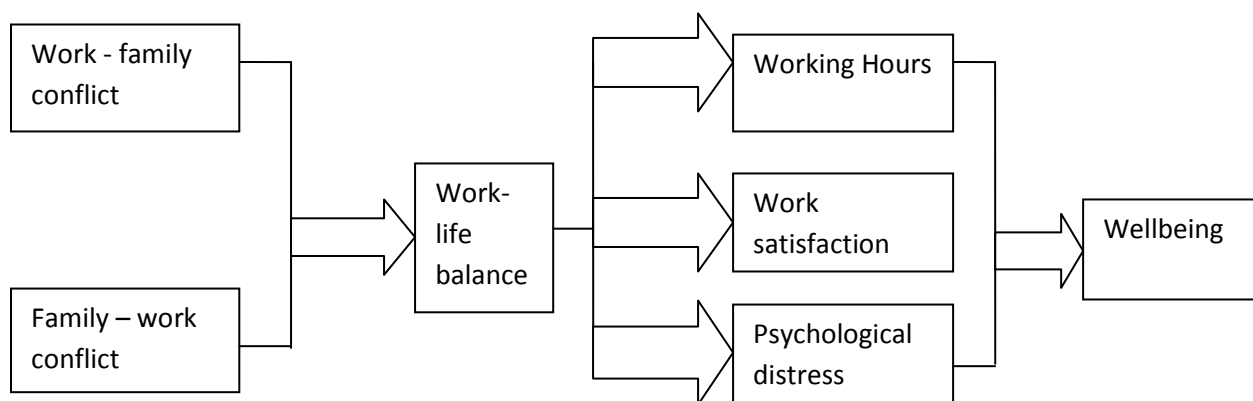 Work - family
conflict
Family – work
conflict
Work-
life
balance
Working Hours
Work
satisfaction
Psychological
distress
Wellbeing